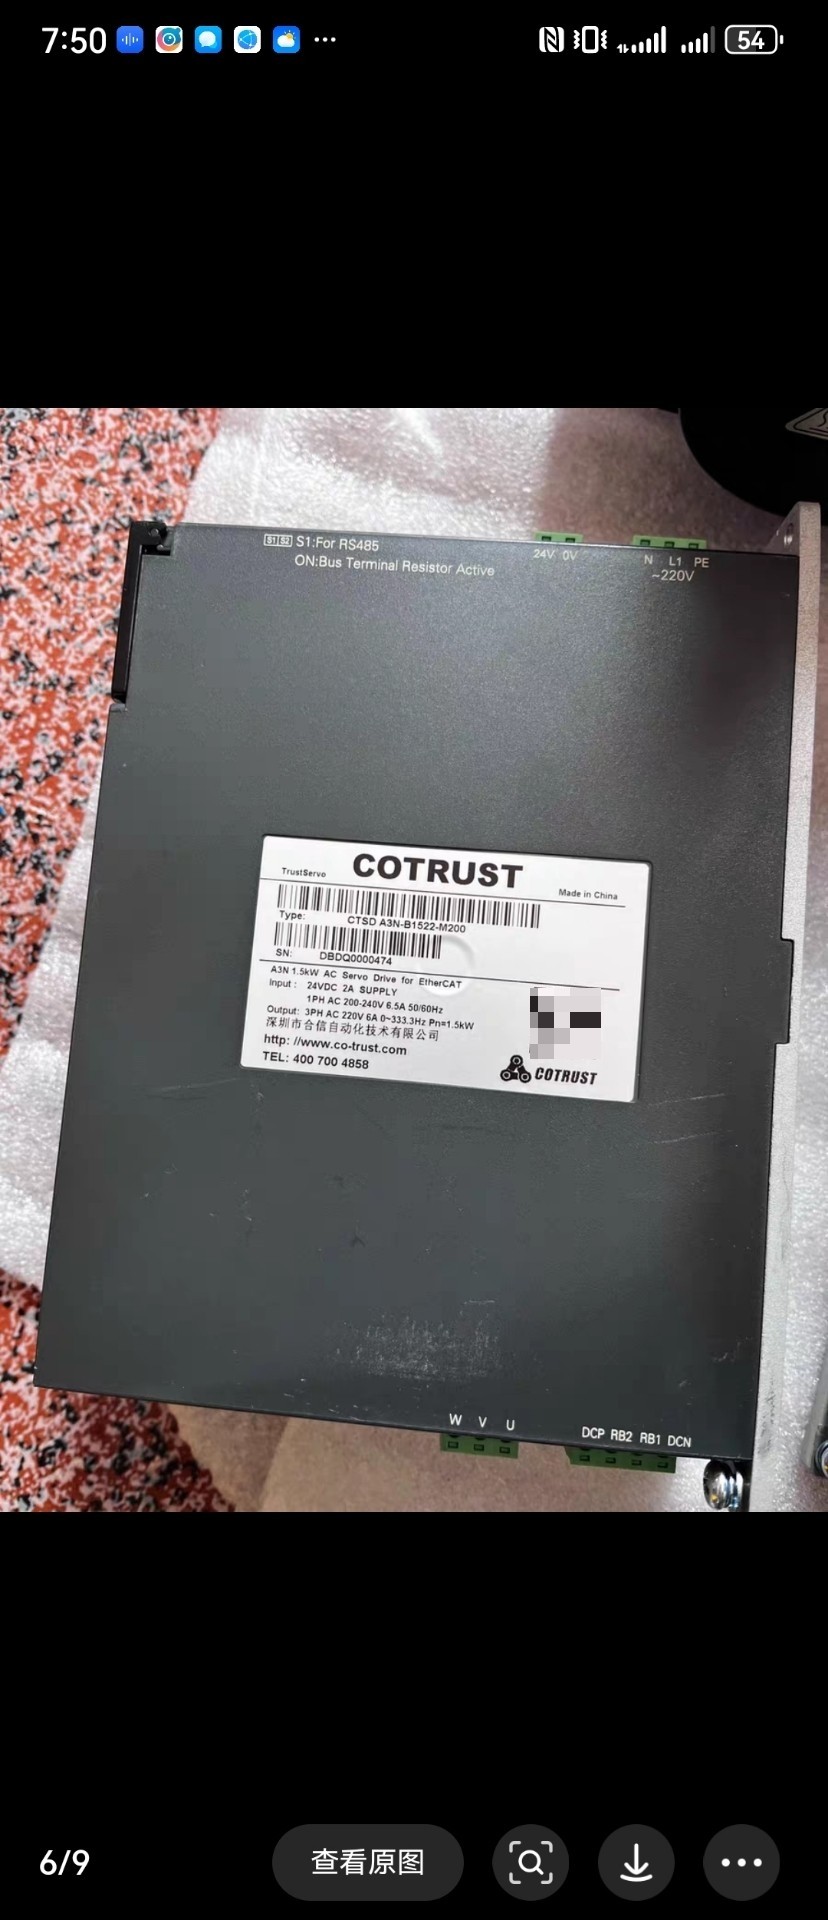 7:50
54
S1 S2 S1:For RS485
ON:Bus Terminal Resistor Active
24V 0V
N L1 PE
~220V
TrustServo COTRUST Made in China
Type: CTSD A3N-B1522-M200
SN: DBDQ0000474
A3N 1.5kW AC Servo Drive for EtherCAT
Input : 24VDC 2A SUPPLY
1PH AC 200-240V 6.5A 50/60Hz
Output: 3PH AC 220V 6A 0~333.3Hz Pn=1.5kW
深圳市合信自动化技术有限公司
http: //www.co-trust.com
TEL: 400 700 4858
COTRUST
W V U
DCP RB2 RB1 DCN
6/9
查看原图